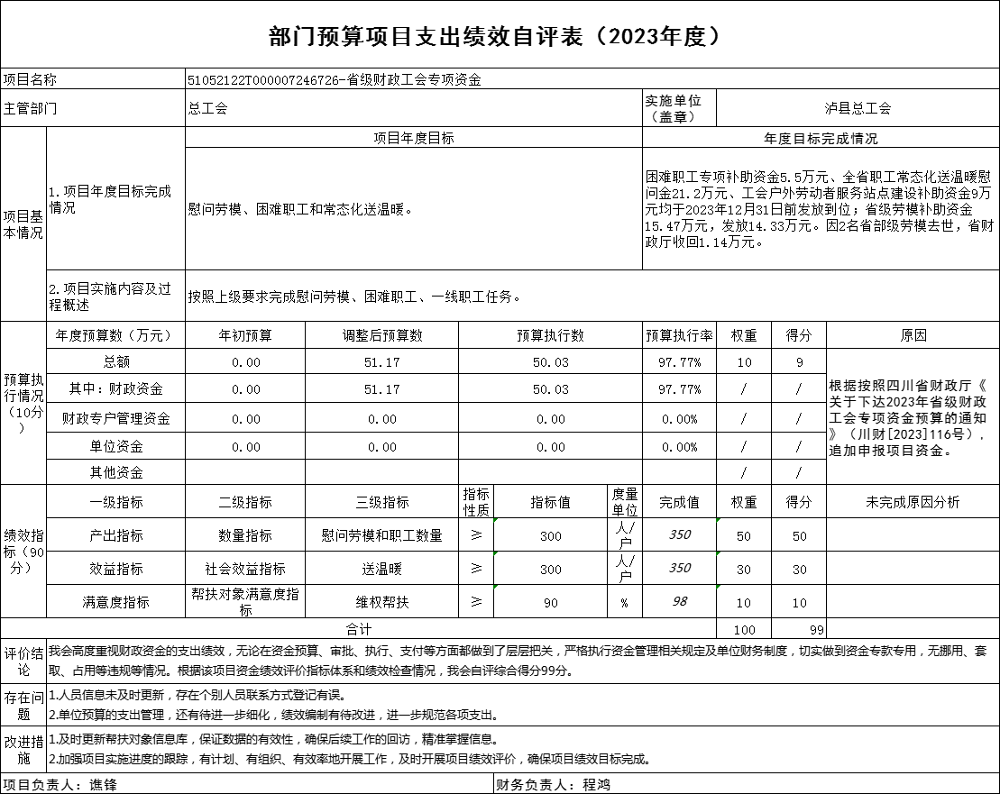 部门预算项目支出绩效自评表（2023年度）
项目名称 51052122T000007246726-省级财政工会专项资金
主管部门 总工会 实施单位（盖章） 泸县总工会
项目基本情况
项目年度目标 年度目标完成情况
1.项目年度目标完成情况
慰问劳模、困难职工和常态化送温暖。
困难职工专项补助资金5.5万元、全省职工常态化送温暖慰
问金21.2万元、工会户外劳动者服务站点建设补助资金9万
元均于2023年12月31日前发放到位；省级劳模补助资金
15.47万元，发放14.33万元。因2名省部级劳模去世，省财
政厅收回1.14万元。
2.项目实施内容及过程概述
按照上级要求完成慰问劳模、困难职工、一线职工任务。
预算执行情况（10分）
年度预算数（万元） 年初预算 调整后预算数 预算执行数 预算执行率 权重 得分 原因
总额 0.00 51.17 50.03 97.77% 10 9
其中：财政资金 0.00 51.17 50.03 97.77% / /
财政专户管理资金 0.00 0.00 0.00 0.00% / /
单位资金 0.00 0.00 0.00 0.00% / /
其他资金 / /
根据按照四川省财政厅《
关于下达2023年省级财政
工会专项资金预算的通知
》（川财[2023]116号），
追加申报项目资金。
绩效指标（90分）
一级指标 二级指标 三级指标 指标性质 指标值 度量单位 完成值 权重 得分 未完成原因分析
产出指标 数量指标 慰问劳模和职工数量 ≥ 300 人/户 350 50 50
效益指标 社会效益指标 送温暖 ≥ 300 人/户 350 30 30
满意度指标 帮扶对象满意度指标 维权帮扶 ≥ 90 % 98 10 10
合计 100 99
评价结论
我会高度重视财政资金的支出绩效，无论在资金预算、审批、执行、支付等方面都做到了层层把关，严格执行资金管理相关规定及单位财务制度，切实做到资金专款专用，无挪用、套
取、占用等违规等情况。根据该项目资金绩效评价指标体系和绩效检查情况，我会自评综合得分99分。
存在问题
1.人员信息未及时更新，存在个别人员联系方式登记有误。
2.单位预算的支出管理，还有待进一步细化，绩效编制有待改进，进一步规范各项支出。
改进措施
1.及时更新帮扶对象信息库，保证数据的有效性，确保后续工作的回访，精准掌握信息。
2.加强项目实施进度的跟踪，有计划、有组织、有效率地开展工作，及时开展项目绩效评价，确保项目绩效目标完成。
项目负责人：谯锋 财务负责人：程鸿